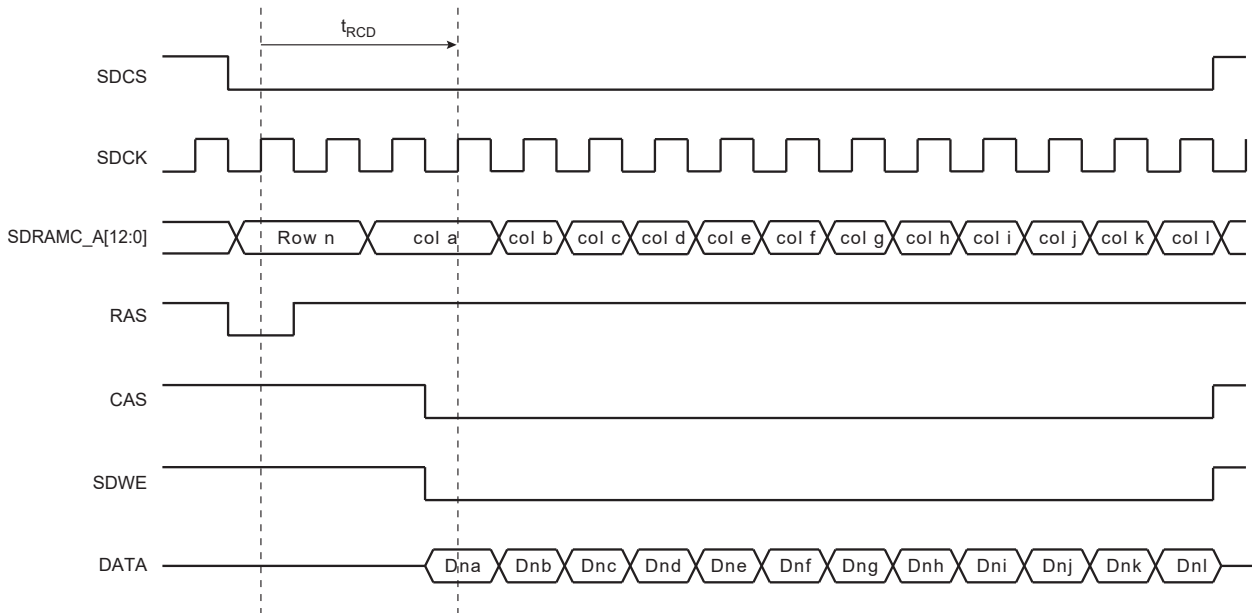 tRCD
SDCS
SDCK
SDRAMC_A[12:0] Row n col a col b col c col d col e col f col g col h col i col j col k col l
RAS
CAS
SDWE
DATA Dna Dnb Dnc Dnd Dne Dnf Dng Dnh Dni Dnj Dnk Dnl